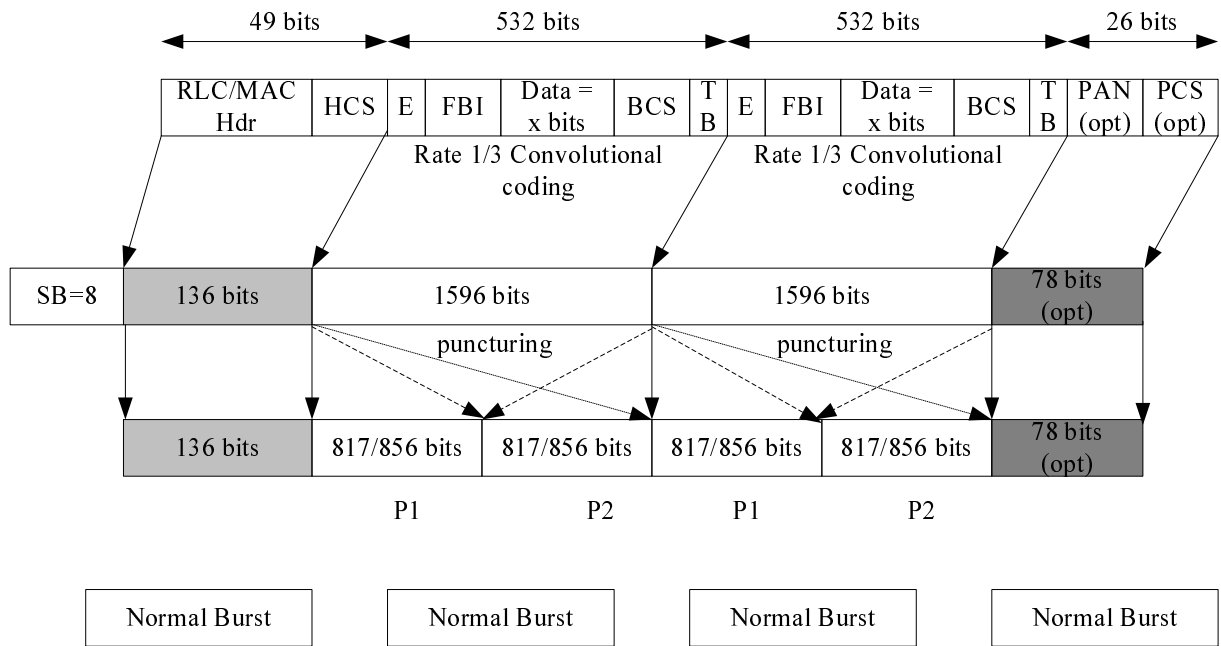 49 bits 532 bits 532 bits 26 bits
RLC/MAC Hdr HCS E FBI Data = x bits BCS T B E FBI Data = x bits BCS T B PAN (opt) PCS (opt)
Rate 1/3 Convolutional coding Rate 1/3 Convolutional coding
SB=8 136 bits 1596 bits 1596 bits 78 bits (opt)
puncturing puncturing
136 bits 817/856 bits 817/856 bits 817/856 bits 817/856 bits 78 bits (opt)
P1 P2 P1 P2
Normal Burst Normal Burst Normal Burst Normal Burst